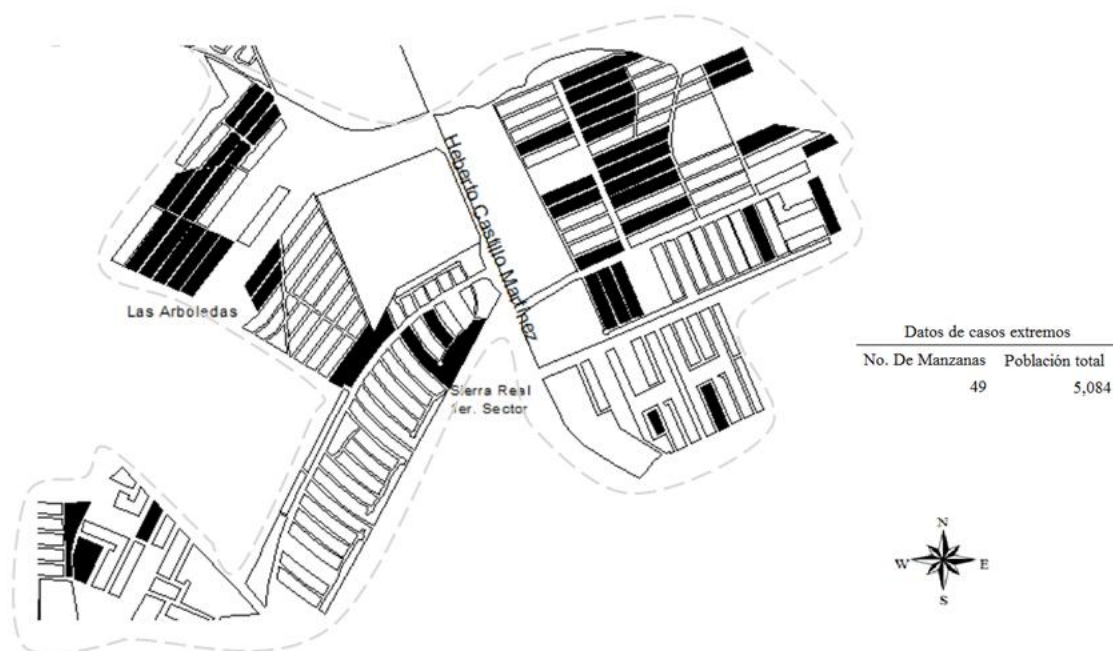 Heberto Castillo Martínez
Las Arboledas
Sierra Real
1er. Sector
Datos de casos extremos
No. De Manzanas Población total
49 5,084
N
W E
S